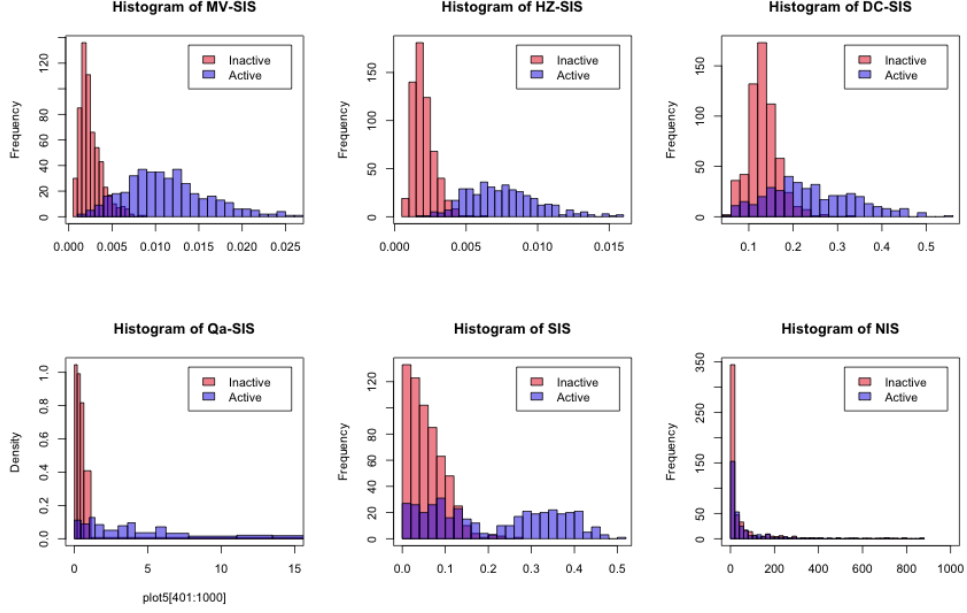 Histogram of MV-SIS
Inactive
Active
Frequency
0 20 40 60 80 100 120
0.000 0.005 0.010 0.015 0.020 0.025
Histogram of HZ-SIS
Inactive
Active
Frequency
0 50 100 150
0.000 0.005 0.010 0.015
Histogram of DC-SIS
Inactive
Active
Frequency
0 50 100 150
0.1 0.2 0.3 0.4 0.5
Histogram of Qa-SIS
Inactive
Active
Density
0.0 0.2 0.4 0.6 0.8 1.0
0 5 10 15
plot5[401:1000]
Histogram of SIS
Inactive
Active
Frequency
0 20 40 60 80 120
0.0 0.1 0.2 0.3 0.4 0.5
Histogram of NIS
Inactive
Active
Frequency
0 50 150 250 350
0 200 400 600 800 1000